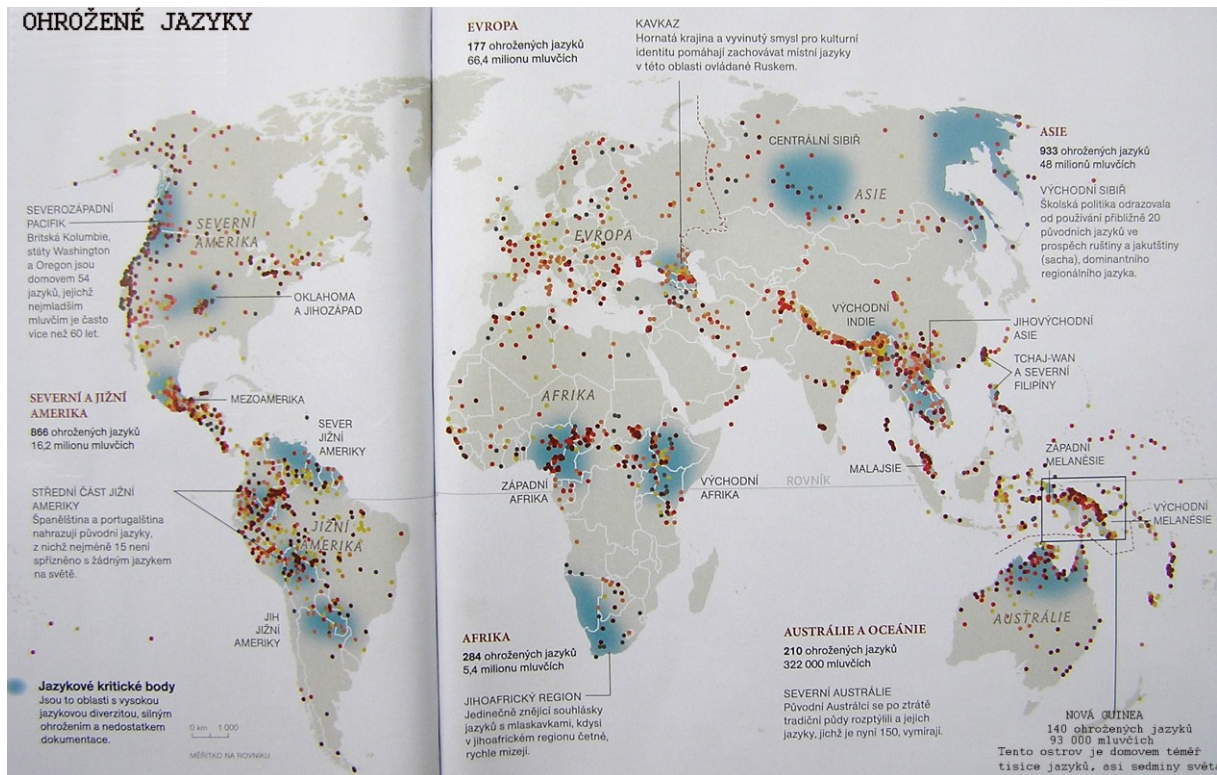 OHROŽENÉ JAZYKY
EVROPA
177 ohrožených jazyků
66,4 milionu mluvčích
KAVKAZ
Hornatá krajina a vyvinutý smysl pro kulturní
identitu pomáhají zachovávat místní jazyky
v této oblasti ovládané Ruskem.
CENTRÁLNÍ SIBIŘ
ASIE
ASIE
933 ohrožených jazyků
48 milionů mluvčích
VÝCHODNÍ SIBIŘ
Školská politika odrazovala
od používání přibližně 20
původních jazyků ve
prospěch ruštiny a jakutštiny
(sacha), dominantního
regionálního jazyka.
SEVEROZÁPADNÍ
PACIFIK
Britská Kolumbie,
státy Washington
a Oregon jsou
domovem 54
jazyků, jejichž
nejmladším
mluvčím je často
více než 60 let.
SEVERNÍ
AMERIKA
EVROPA
OKLAHOMA
A JIHOZÁPAD
VÝCHODNÍ
INDIE
JIHOVÝCHODNÍ
ASIE
TCHAJ-WAN
A SEVERNÍ
FILIPÍNY
SEVERNÍ A JIŽNÍ
AMERIKA
866 ohrožených jazyků
16,2 milionu mluvčích
MEZOAMERIKA
AFRIKA
SEVER
JIŽNÍ
AMERIKY
ZÁPADNÍ
AFRIKA
VÝCHODNÍ
AFRIKA
ROVNÍK
MALAJSIE
ZÁPADNÍ
MELANÉSIE
VÝCHODNÍ
MELANÉSIE
STŘEDNÍ ČÁST JIŽNÍ
AMERIKY
Španělština a portugalština
nahrazují původní jazyky,
z nichž nejméně 15 není
spřízněno s žádným jazykem
na světě.
JIŽNÍ
AMERIKA
JIH
JIŽNÍ
AMERIKY
AUSTRÁLIE
AFRIKA
284 ohrožených jazyků
5,4 milionu mluvčích
JIHOAFRICKÝ REGION
Jedinečně znějící souhlásky
jazyků s mlaskavkami, kdysi
v jihoafrickém regionu četné,
rychle mizejí.
AUSTRÁLIE A OCEÁNIE
210 ohrožených jazyků
322 000 mluvčích
SEVERNÍ AUSTRÁLIE
Původní Australci se po ztrátě
tradiční půdy rozptýlili a jejich
jazyky, jichž je nyní 150, vymírají.
NOVÁ GUINEA
140 ohrožených jazyků
93 000 mluvčích
Tento ostrov je domovem téměř
tisíce jazyků, asi sedminy světa
Jazykové kritické body
Jsou to oblasti s vysokou
jazykovou diverzitou, silným
ohrožením a nedostatkem
dokumentace.
0 km 1 000
MĚŘÍTKO NA ROVNÍKU